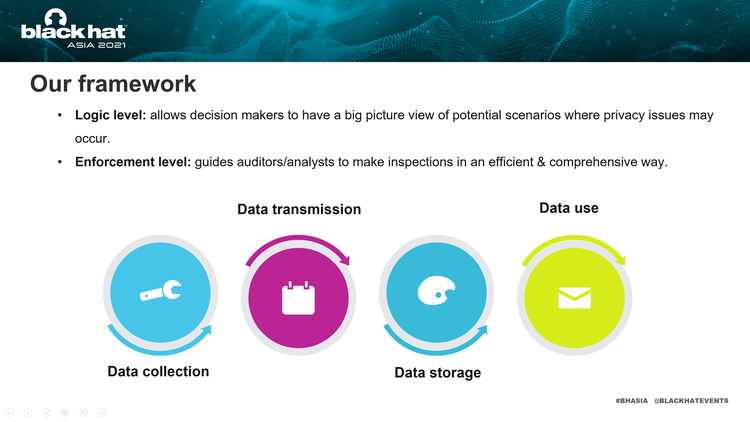 black hat
ASIA 2021
Our framework
• Logic level: allows decision makers to have a big picture view of potential scenarios where privacy issues may
occur.
• Enforcement level: guides auditors/analysts to make inspections in an efficient & comprehensive way.
Data transmission
Data use
Data collection
Data storage
#BHASIA @BLACKHATEVENTS